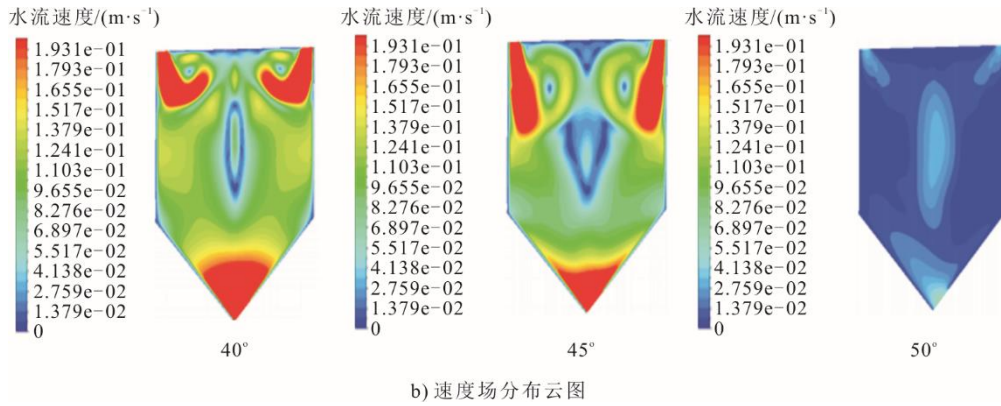 水流速度/(m·s⁻¹)
1.931e−01
1.793e−01
1.655e−01
1.517e−01
1.379e−01
1.241e−01
1.103e−01
9.655e−02
8.276e−02
6.897e−02
5.517e−02
4.138e−02
2.759e−02
1.379e−02
0
40°
水流速度/(m·s⁻¹)
1.931e−01
1.793e−01
1.655e−01
1.517e−01
1.379e−01
1.241e−01
1.103e−01
9.655e−02
8.276e−02
6.897e−02
5.517e−02
4.138e−02
2.759e−02
1.379e−02
0
45°
水流速度/(m·s⁻¹)
1.931e−01
1.793e−01
1.655e−01
1.517e−01
1.379e−01
1.241e−01
1.103e−01
9.655e−02
8.276e−02
6.897e−02
5.517e−02
4.138e−02
2.759e−02
1.379e−02
0
50°
b) 速度场分布云图